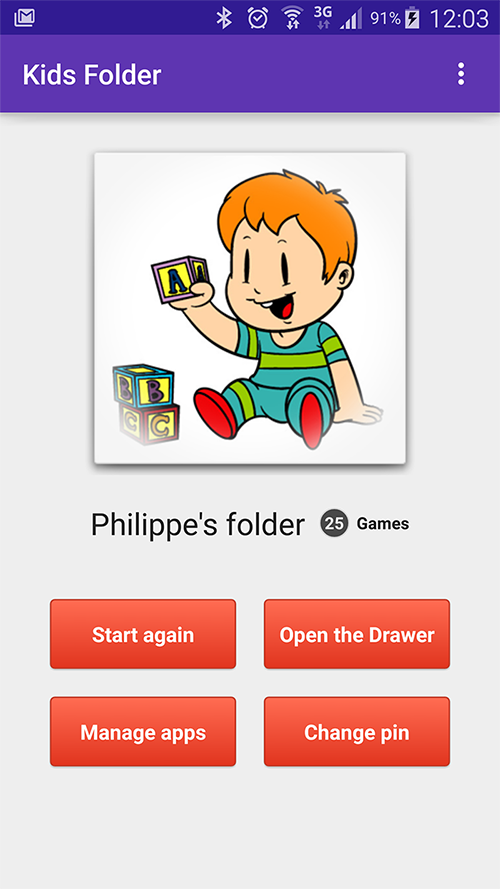 3G 91% 12:03
Kids Folder
A A
B B
C C
Philippe's folder 25 Games
Start again Open the Drawer
Manage apps Change pin